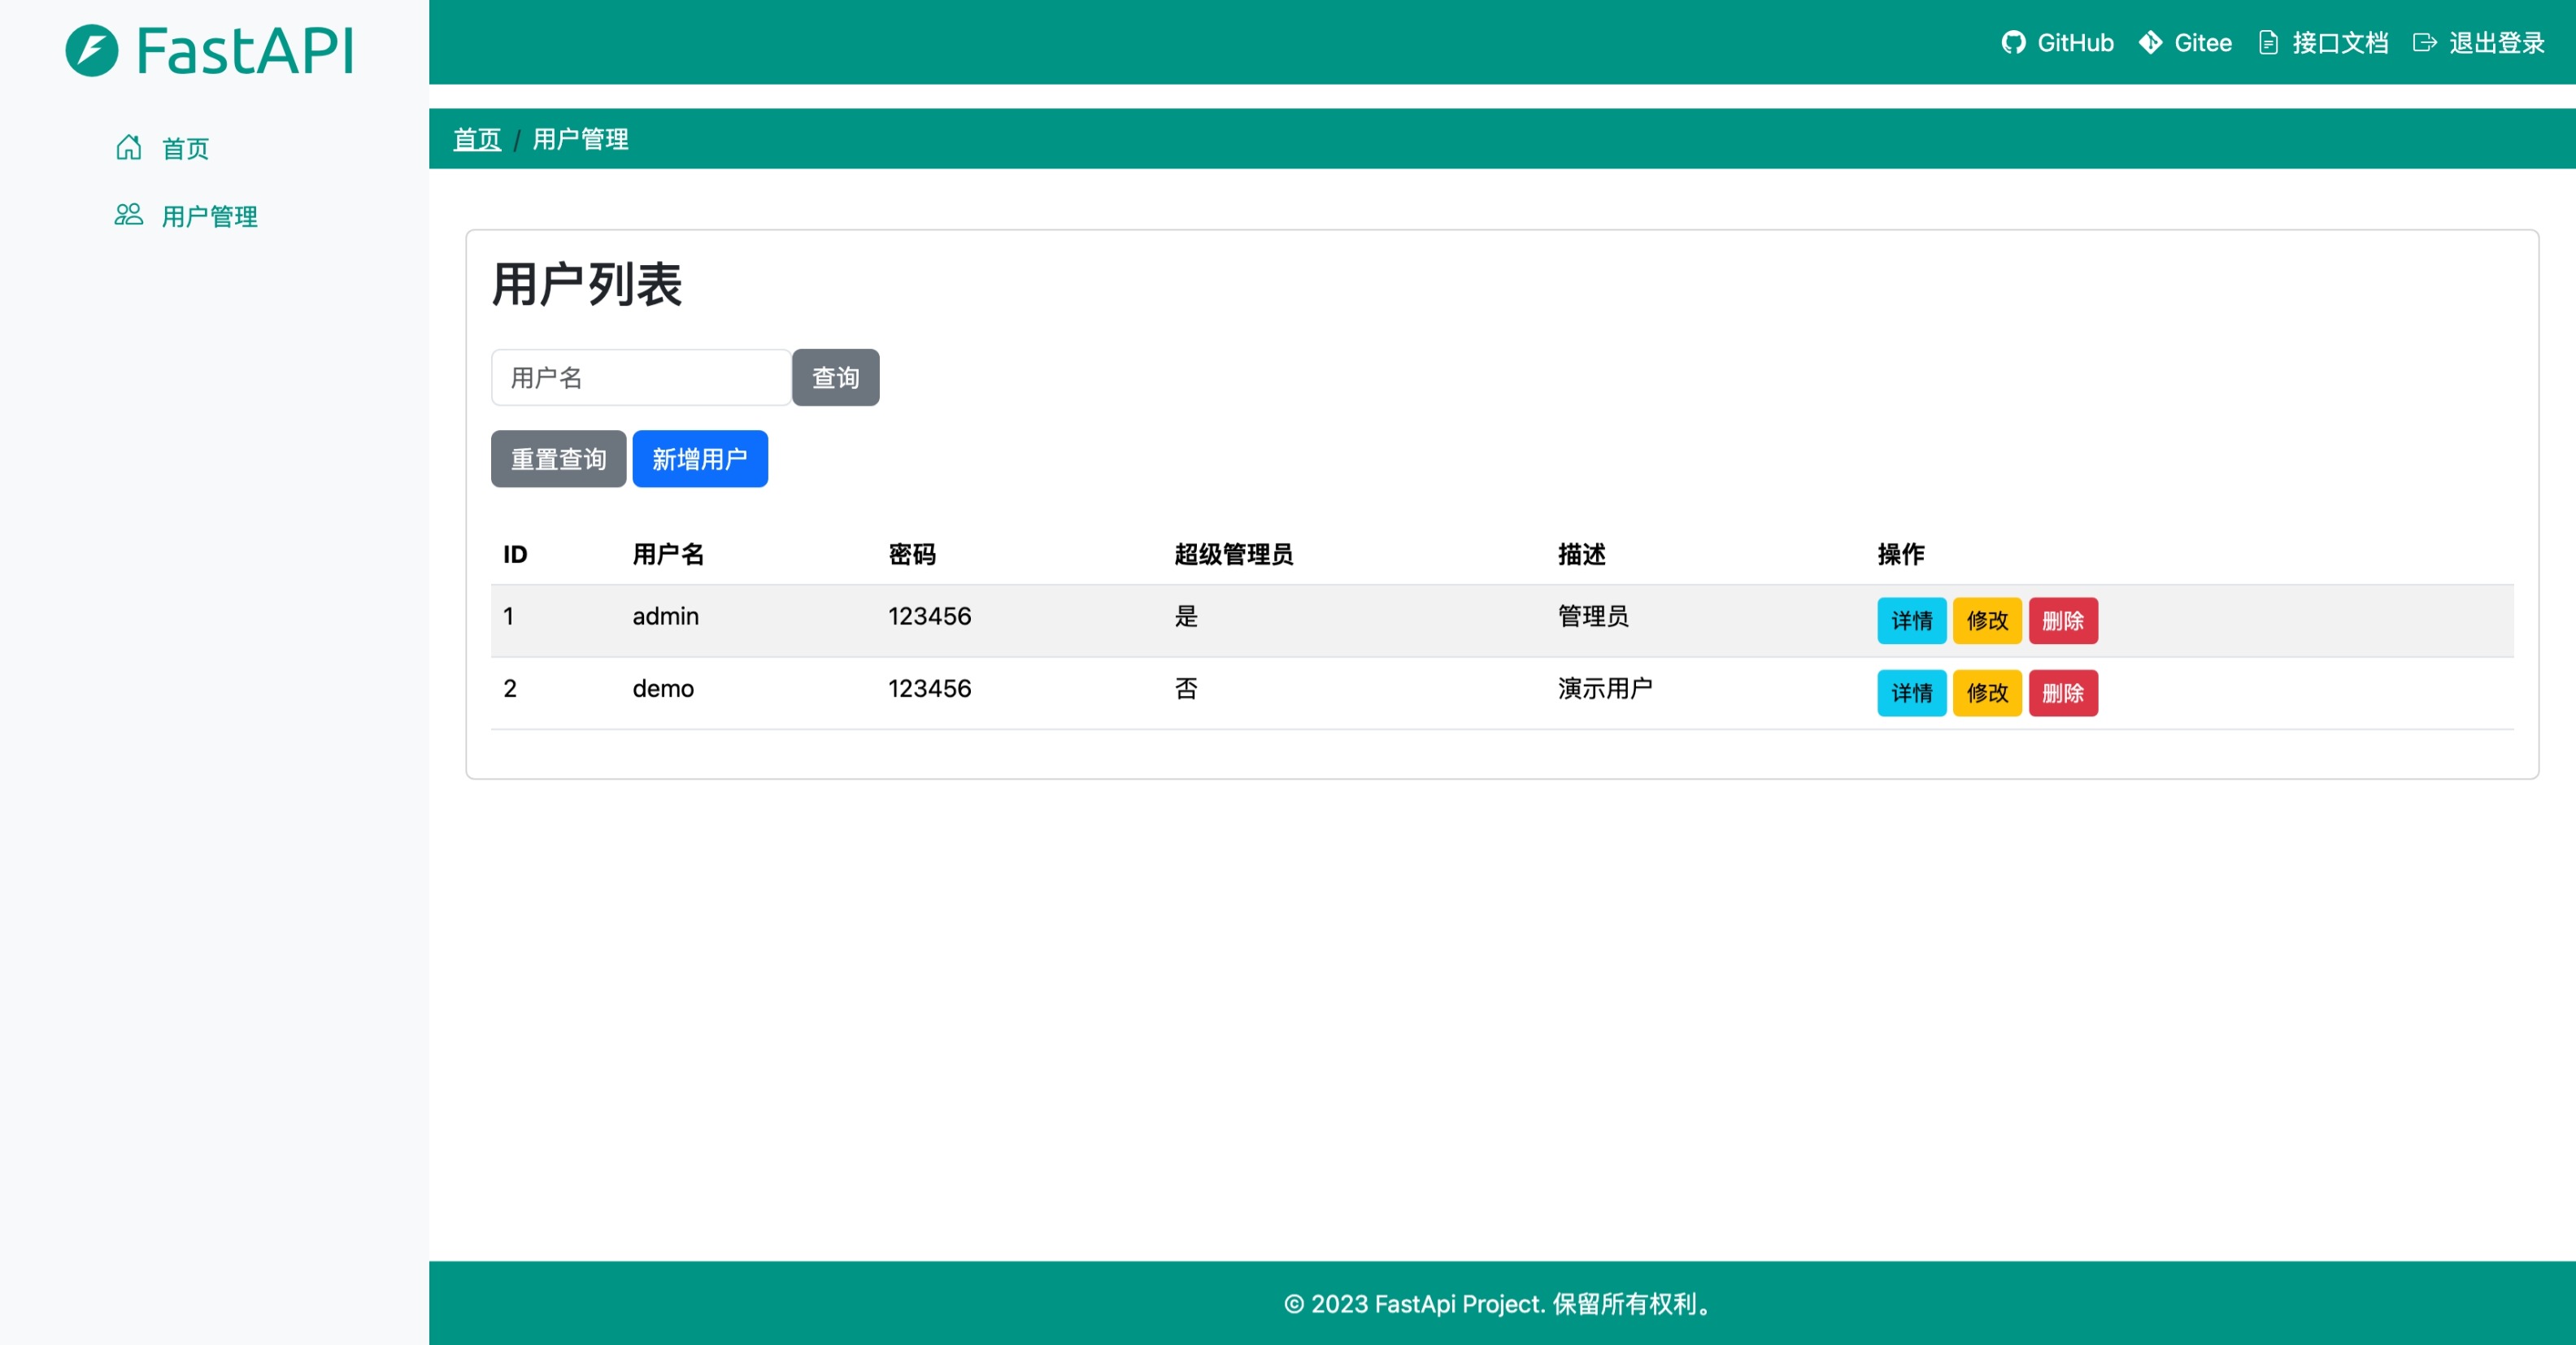 FastAPI
首页
用户管理
GitHub Gitee 接口文档 退出登录
首页 / 用户管理
用户列表
用户名 查询
重置查询 新增用户
ID 用户名 密码 超级管理员 描述 操作
1 admin 123456 是 管理员 详情 修改 删除
2 demo 123456 否 演示用户 详情 修改 删除
© 2023 FastApi Project. 保留所有权利。